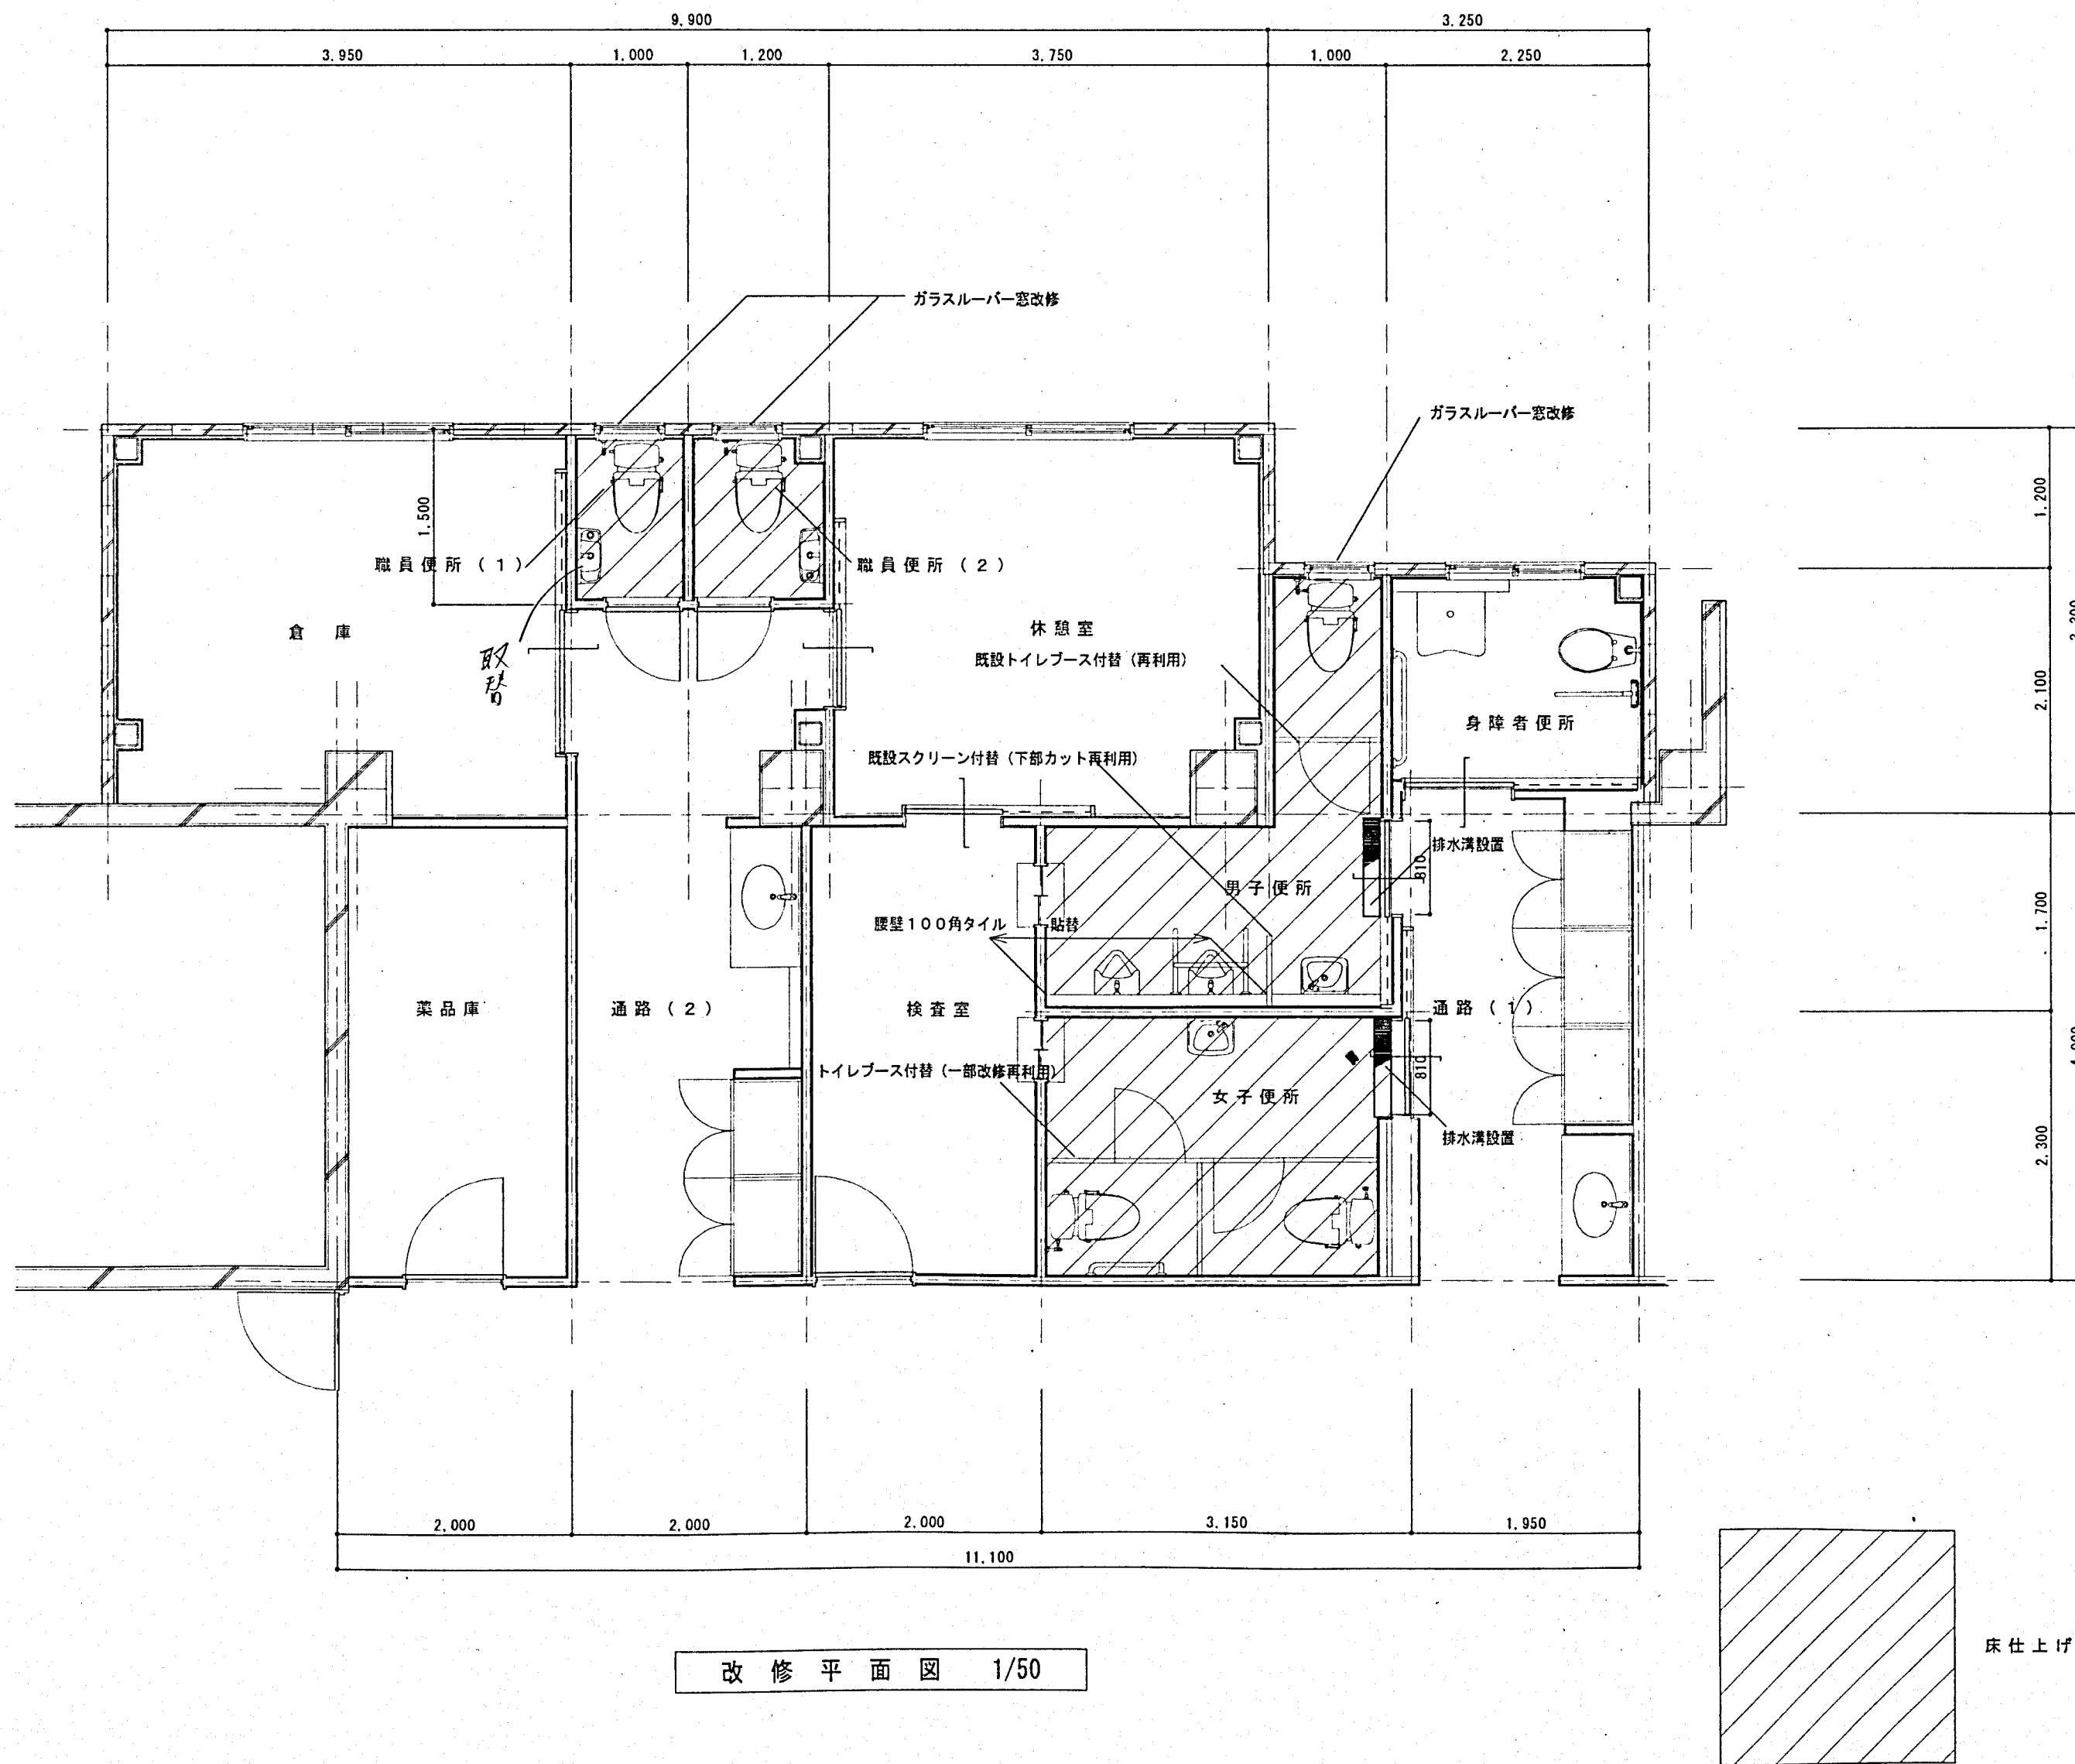 9,900
3,250
3,950
1,000
1,200
3,750
1,000
2,250
ガラスルーバー窓改修
ガラスルーバー窓改修
1,200
1,500
職員便所（１）
職員便所（２）
倉 庫
休憩室
取替
既設トイレブース付替（再利用）
2,100
身障者便所
既設スクリーン付替（下部カット再利用）
排水溝設置
810
男子便所
腰壁１００角タイル
貼替
1,700
薬品庫
通路（２）
検査室
通路（１）
トイレブース付替（一部改修再利用）
810
女子便所
排水溝設置
2,300
2,000
2,000
2,000
3,150
1,950
11,100
床仕上げ
改修平面図 1/50